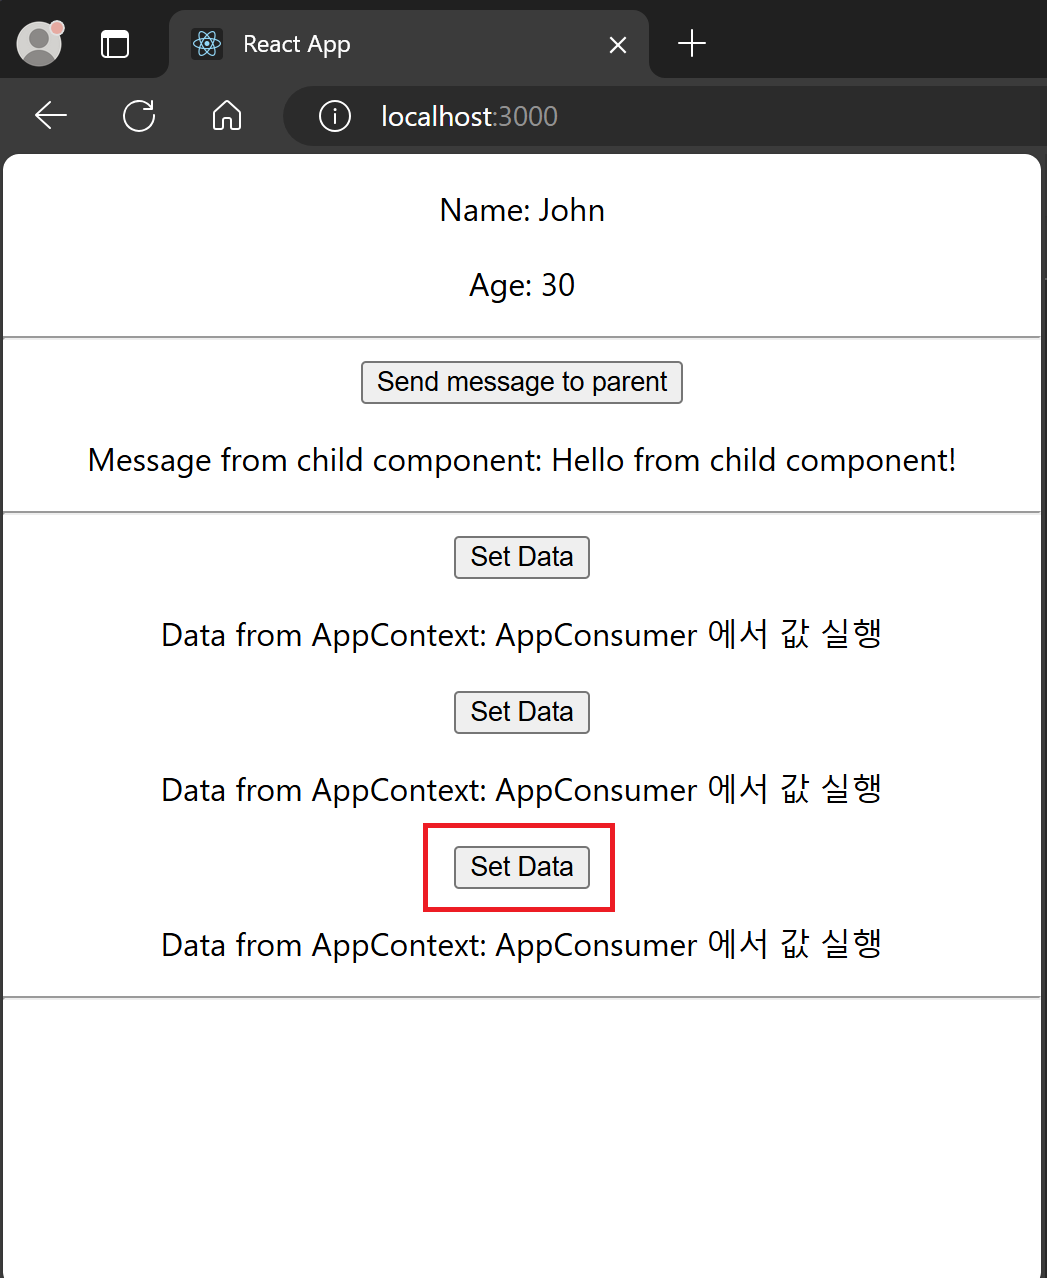 React App
localhost:3000
Name: John
Age: 30
Send message to parent
Message from child component: Hello from child component!
Set Data
Data from AppContext: AppConsumer 에서 값 실행
Set Data
Data from AppContext: AppConsumer 에서 값 실행
Set Data
Data from AppContext: AppConsumer 에서 값 실행